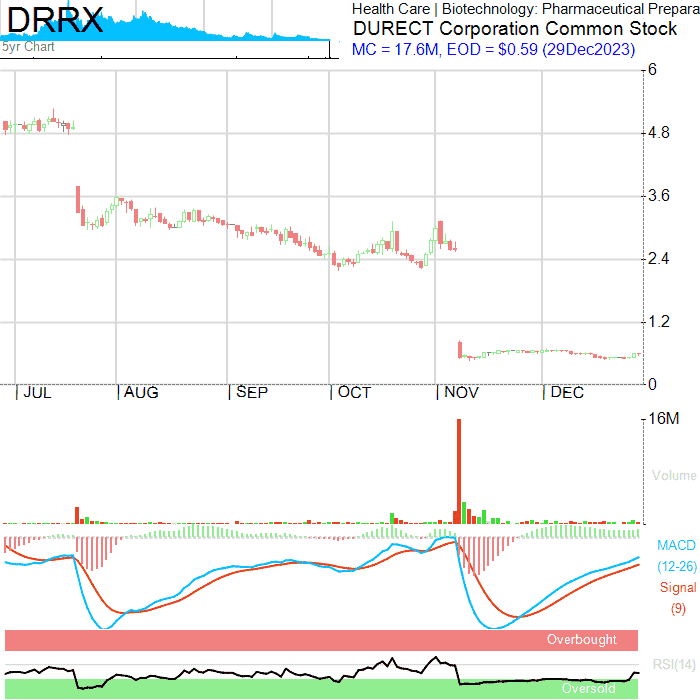 DRRX
5yr Chart
Health Care | Biotechnology: Pharmaceutical Prepara
DURECT Corporation Common Stock
MC = 17.6M, EOD = $0.59 (29Dec2023)
6
4.8
3.6
2.4
1.2
0
JUL AUG SEP OCT NOV DEC
16M
Volume
MACD
(12-26)
Signal
(9)
Overbought
RSI(14)
Oversold